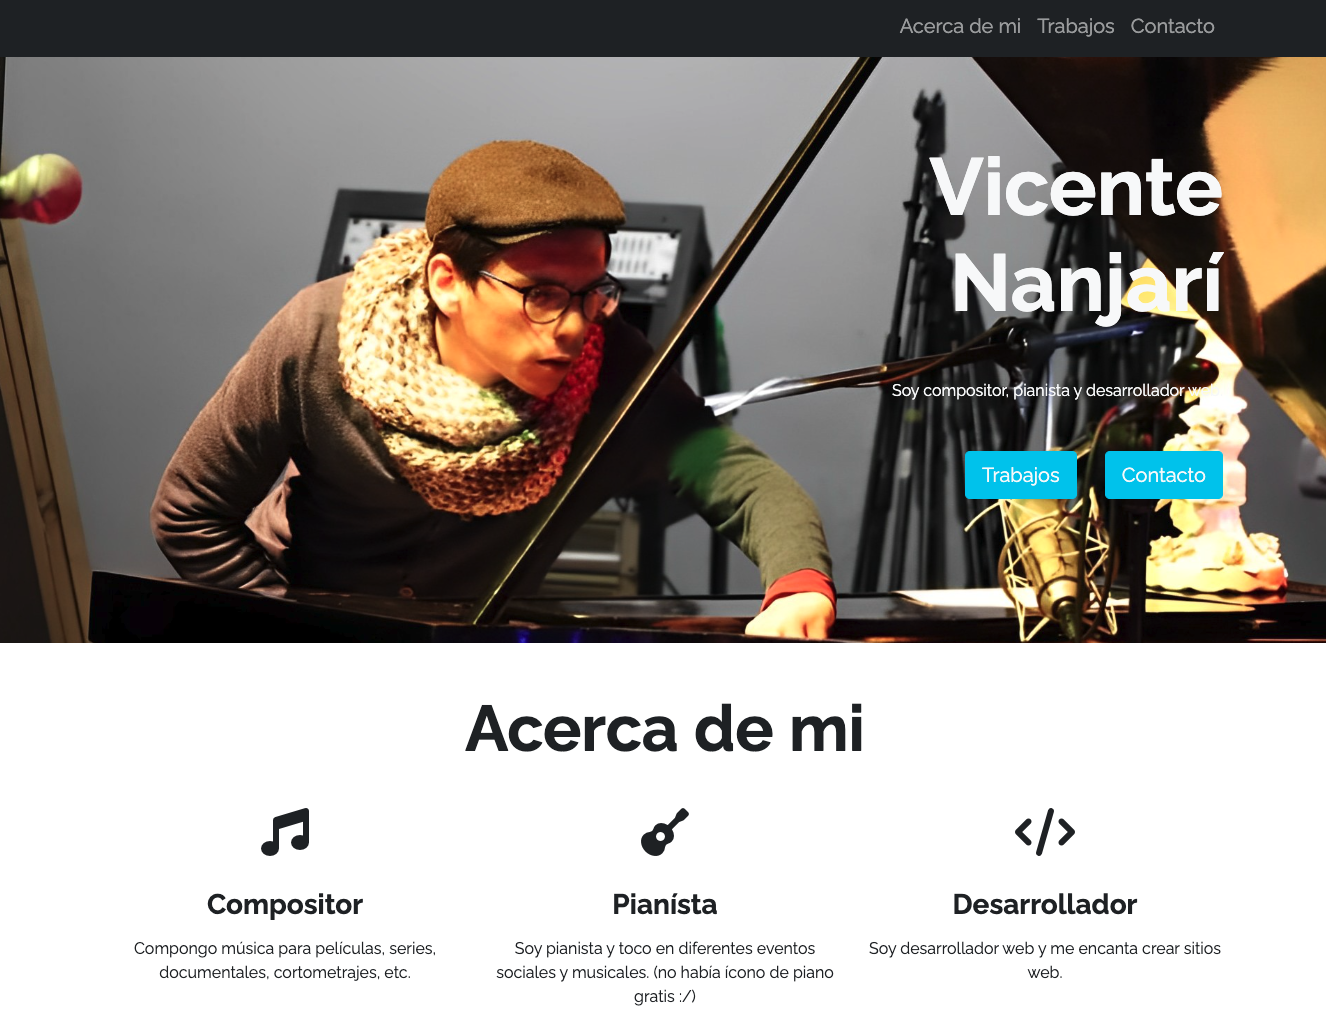 Acerca de mi Trabajos Contacto
Vicente
Nanjarí
Soy compositor, pianista y desarrollador web.
Trabajos Contacto
Acerca de mi
Compositor
Compongo música para películas, series,
documentales, cortometrajes, etc.
Pianísta
Soy pianista y toco en diferentes eventos
sociales y musicales. (no había ícono de piano
gratis :/)
Desarrollador
Soy desarrollador web y me encanta crear sitios
web.